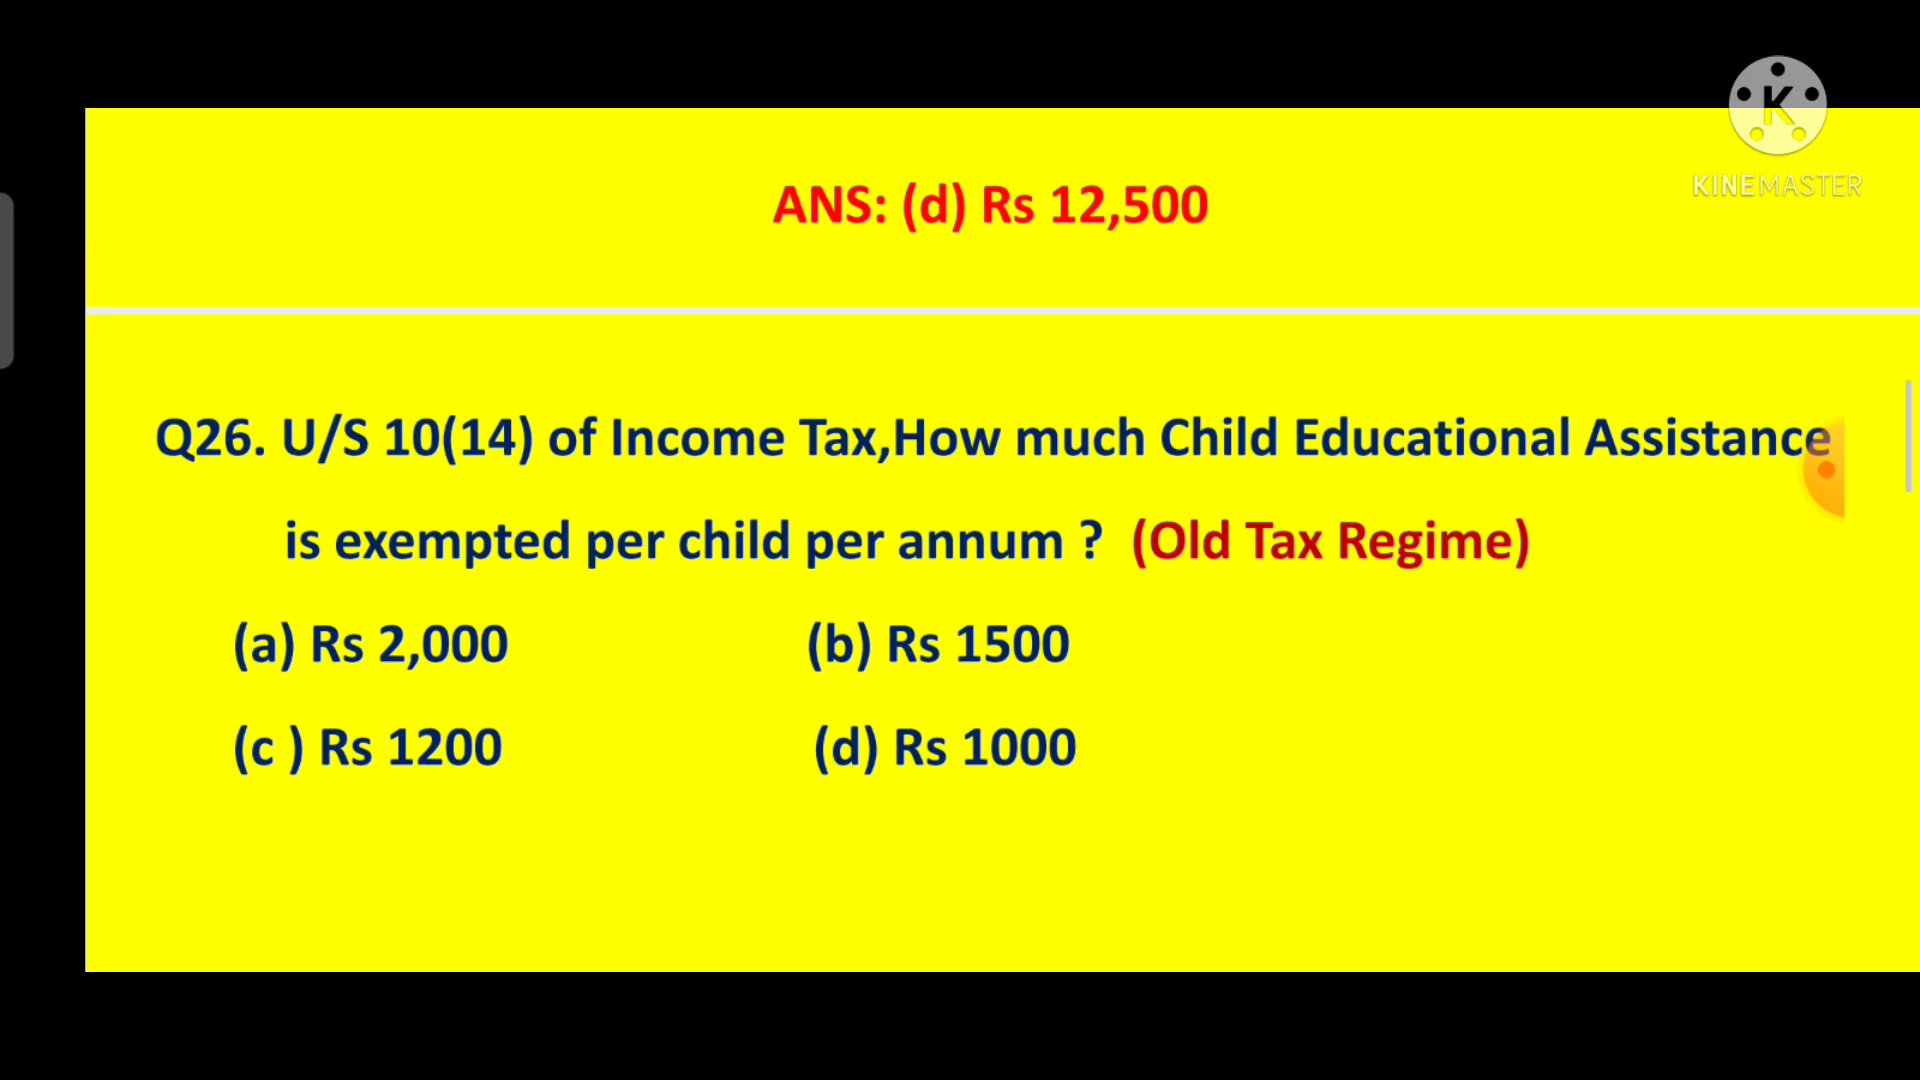 K
KINEMASTER
ANS: (d) Rs 12,500
Q26. U/S 10(14) of Income Tax,How much Child Educational Assistance
is exempted per child per annum ? (Old Tax Regime)
(a) Rs 2,000 (b) Rs 1500
(c ) Rs 1200 (d) Rs 1000